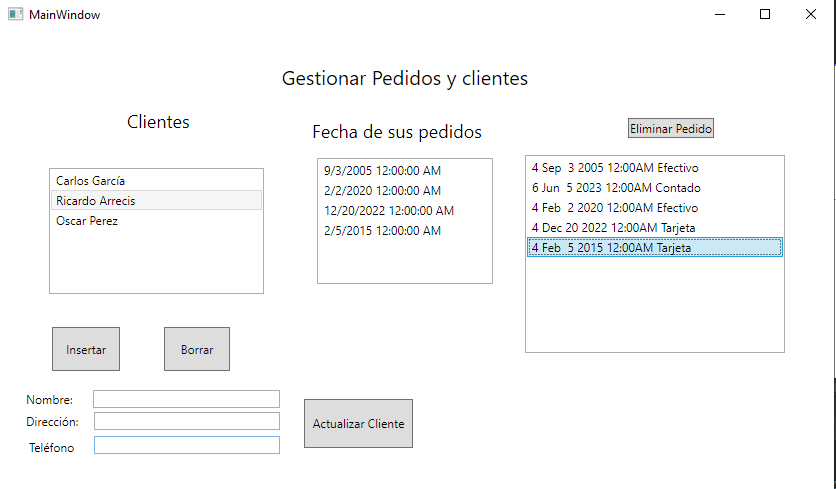 MainWindow
Gestionar Pedidos y clientes
Clientes
Fecha de sus pedidos
Eliminar Pedido
Carlos García
Ricardo Arrecis
Oscar Perez
9/3/2005 12:00:00 AM
2/2/2020 12:00:00 AM
12/20/2022 12:00:00 AM
2/5/2015 12:00:00 AM
4 Sep  3 2005 12:00AM Efectivo
6 Jun  5 2023 12:00AM Contado
4 Feb  2 2020 12:00AM Efectivo
4 Dec 20 2022 12:00AM Tarjeta
4 Feb  5 2015 12:00AM Tarjeta
Insertar
Borrar
Nombre:
Dirección:
Teléfono
Actualizar Cliente